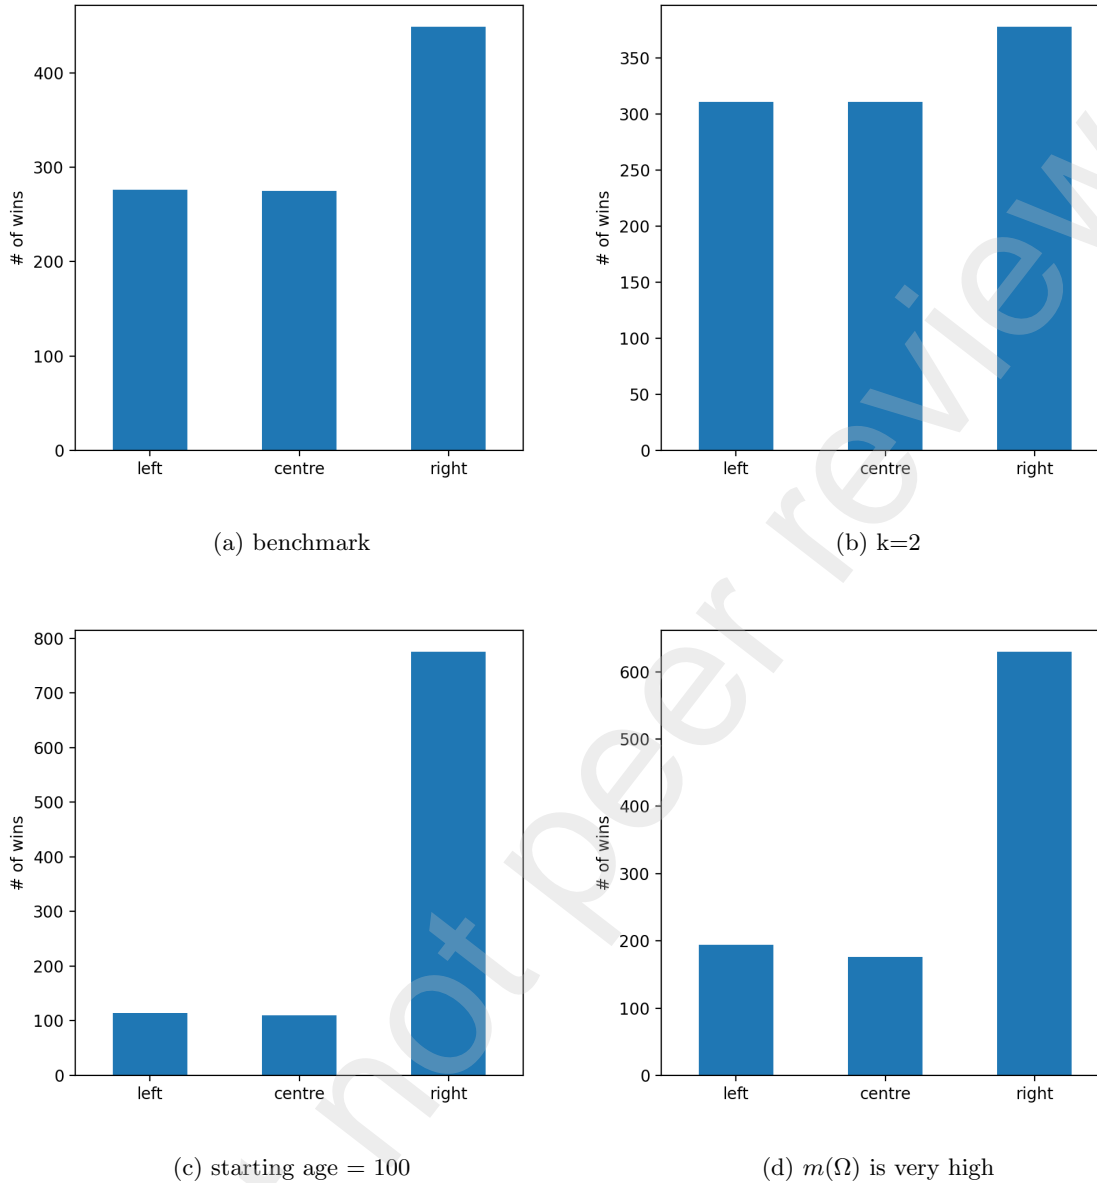 # of wins
400
300
200
100
0
left centre right
(a) benchmark
# of wins
350
300
250
200
150
100
50
0
left centre right
(b) k=2
# of wins
800
700
600
500
400
300
200
100
0
left centre right
(c) starting age = 100
# of wins
600
500
400
300
200
100
0
left centre right
(d) m(Ω) is very high
not peer review